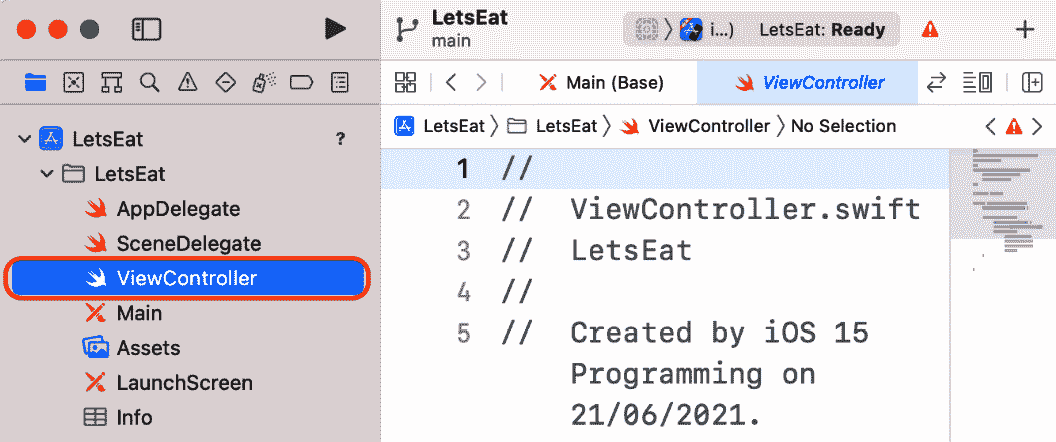 LetsEat
main
i...) LetsEat: Ready
Main (Base) ViewController
LetsEat LetsEat ViewController No Selection
LetsEat ?
LetsEat
AppDelegate
SceneDelegate
ViewController
Main
Assets
LaunchScreen
Info
1 //
2 // ViewController.swift
3 // LetsEat
4 //
5 // Created by iOS 15
Programming on
21/06/2021.